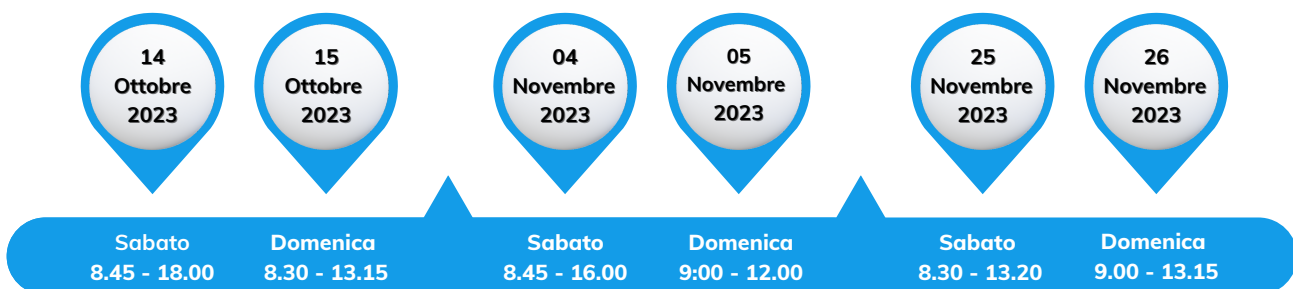 14
Ottobre
2023
15
Ottobre
2023
04
Novembre
2023
05
Novembre
2023
25
Novembre
2023
26
Novembre
2023
Sabato
8.45 - 18.00
Domenica
8.30 - 13.15
Sabato
8.45 - 16.00
Domenica
9:00 - 12.00
Sabato
8.30 - 13.20
Domenica
9.00 - 13.15